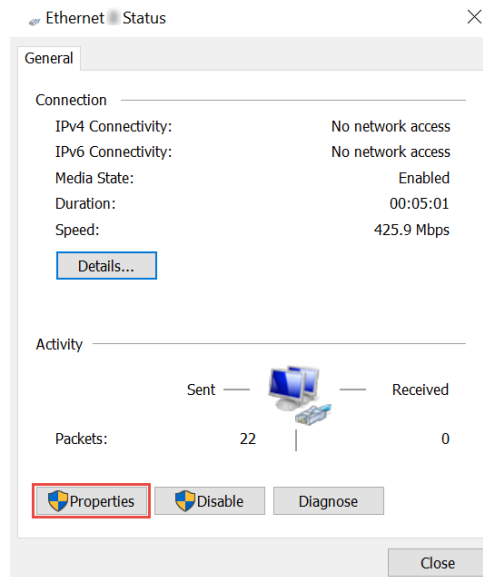 Ethernet Status
General
Connection
IPv4 Connectivity: No network access
IPv6 Connectivity: No network access
Media State: Enabled
Duration: 00:05:01
Speed: 425.9 Mbps
Details...
Activity
Sent Received
Packets: 22 0
Properties Disable Diagnose
Close